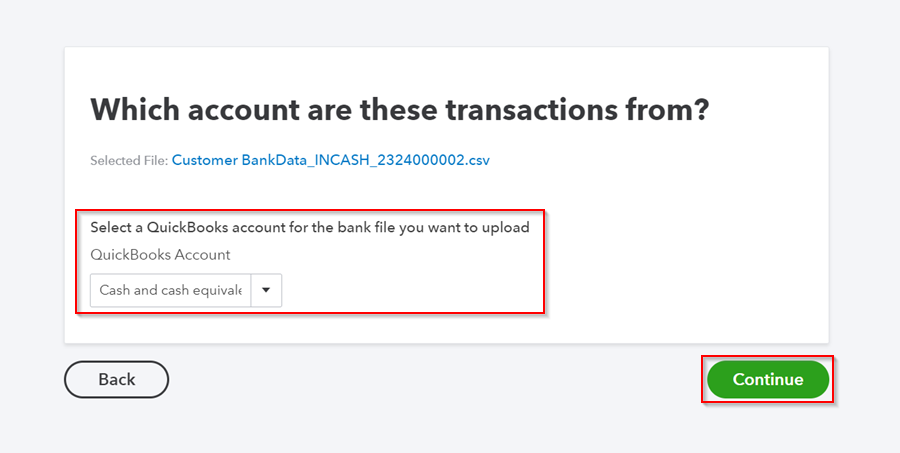 Which account are these transactions from?
Selected File: Customer BankData_INCASH_2324000002.csv
Select a QuickBooks account for the bank file you want to upload
QuickBooks Account
Cash and cash equivale
Back
Continue